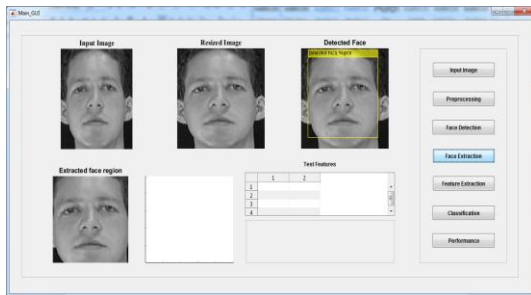 Main_GUI
Input Image
Resized Image
Detected Face
Detected Face Region
Input Image
Preprocessing
Face Detection
Face Extraction
Feature Extraction
Classification
Performance
Extracted face region
Test Features
1 2
1
2
3
4